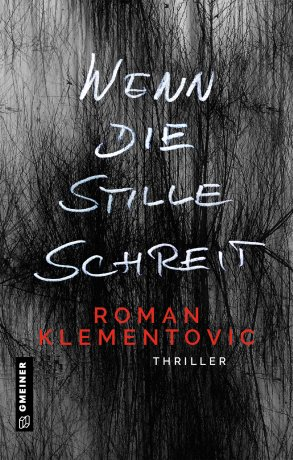 WENN
DIE
STILLE
SCHREIT
ROMAN
KLEMENTOVIC
THRILLER
GMEINER